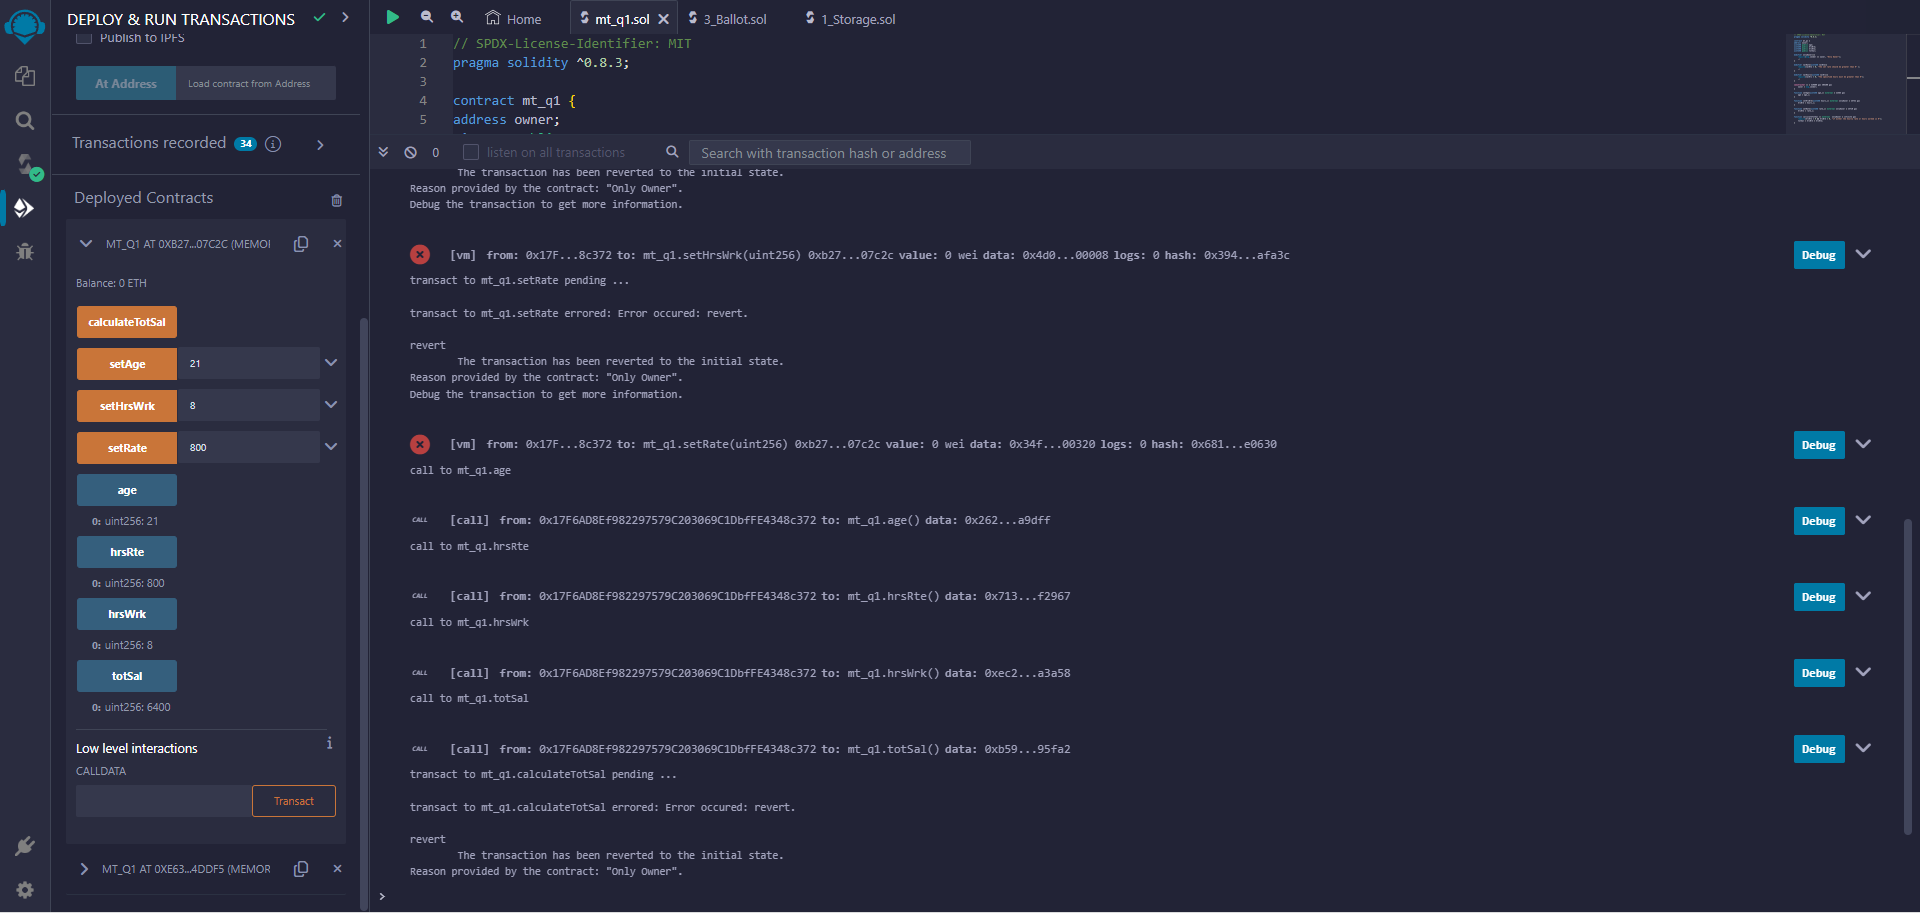 DEPLOY & RUN TRANSACTIONS
Publish to IPFS
At Address
Load contract from Address
Transactions recorded 34
Deployed Contracts
MT_Q1 AT 0XB27...07C2C (MEMOI
Balance: 0 ETH
calculateTotSal
setAge 21
setHrsWrk 8
setRate 800
age
0: uint256: 21
hrsRte
0: uint256: 800
hrsWrk
0: uint256: 8
totSal
0: uint256: 6400
Low level interactions
CALLDATA
Transact
MT_Q1 AT 0XE63...4DDF5 (MEMOR
Home
mt_q1.sol
3_Ballot.sol
1_Storage.sol
1 // SPDX-License-Identifier: MIT
2 pragma solidity ^0.8.3;
3
4 contract mt_q1 {
5 address owner;
0
listen on all transactions
Search with transaction hash or address
The transaction has been reverted to the initial state.
Reason provided by the contract: "Only Owner".
Debug the transaction to get more information.
[vm] from: 0x17F...8c372 to: mt_q1.setHrsWrk(uint256) 0xb27...07c2c value: 0 wei data: 0x4d0...00008 logs: 0 hash: 0x394...afa3c
Debug
transact to mt_q1.setRate pending ...
transact to mt_q1.setRate errored: Error occured: revert.
revert
The transaction has been reverted to the initial state.
Reason provided by the contract: "Only Owner".
Debug the transaction to get more information.
[vm] from: 0x17F...8c372 to: mt_q1.setRate(uint256) 0xb27...07c2c value: 0 wei data: 0x34f...00320 logs: 0 hash: 0x681...e0630
Debug
call to mt_q1.age
CALL [call] from: 0x17F6AD8Ef982297579C203069C1DbfFE4348c372 to: mt_q1.age() data: 0x262...a9dff
Debug
call to mt_q1.hrsRte
CALL [call] from: 0x17F6AD8Ef982297579C203069C1DbfFE4348c372 to: mt_q1.hrsRte() data: 0x713...f2967
Debug
call to mt_q1.hrsWrk
CALL [call] from: 0x17F6AD8Ef982297579C203069C1DbfFE4348c372 to: mt_q1.hrsWrk() data: 0xec2...a3a58
Debug
call to mt_q1.totSal
CALL [call] from: 0x17F6AD8Ef982297579C203069C1DbfFE4348c372 to: mt_q1.totSal() data: 0xb59...95fa2
Debug
transact to mt_q1.calculateTotSal pending ...
transact to mt_q1.calculateTotSal errored: Error occured: revert.
revert
The transaction has been reverted to the initial state.
Reason provided by the contract: "Only Owner".
>